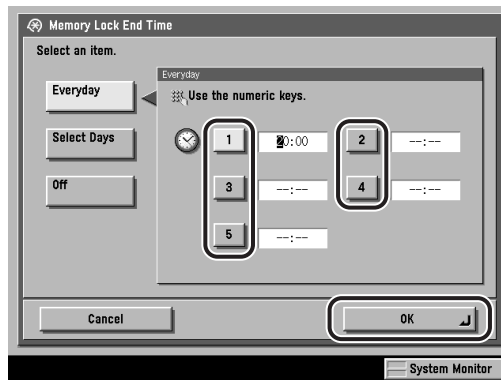 Memory Lock End Time
Select an item.
Everyday
Everyday
Use the numeric keys.
Select Days
1 20:00 2 --:--
Off
3 --:-- 4 --:--
5 --:--
Cancel OK
System Monitor